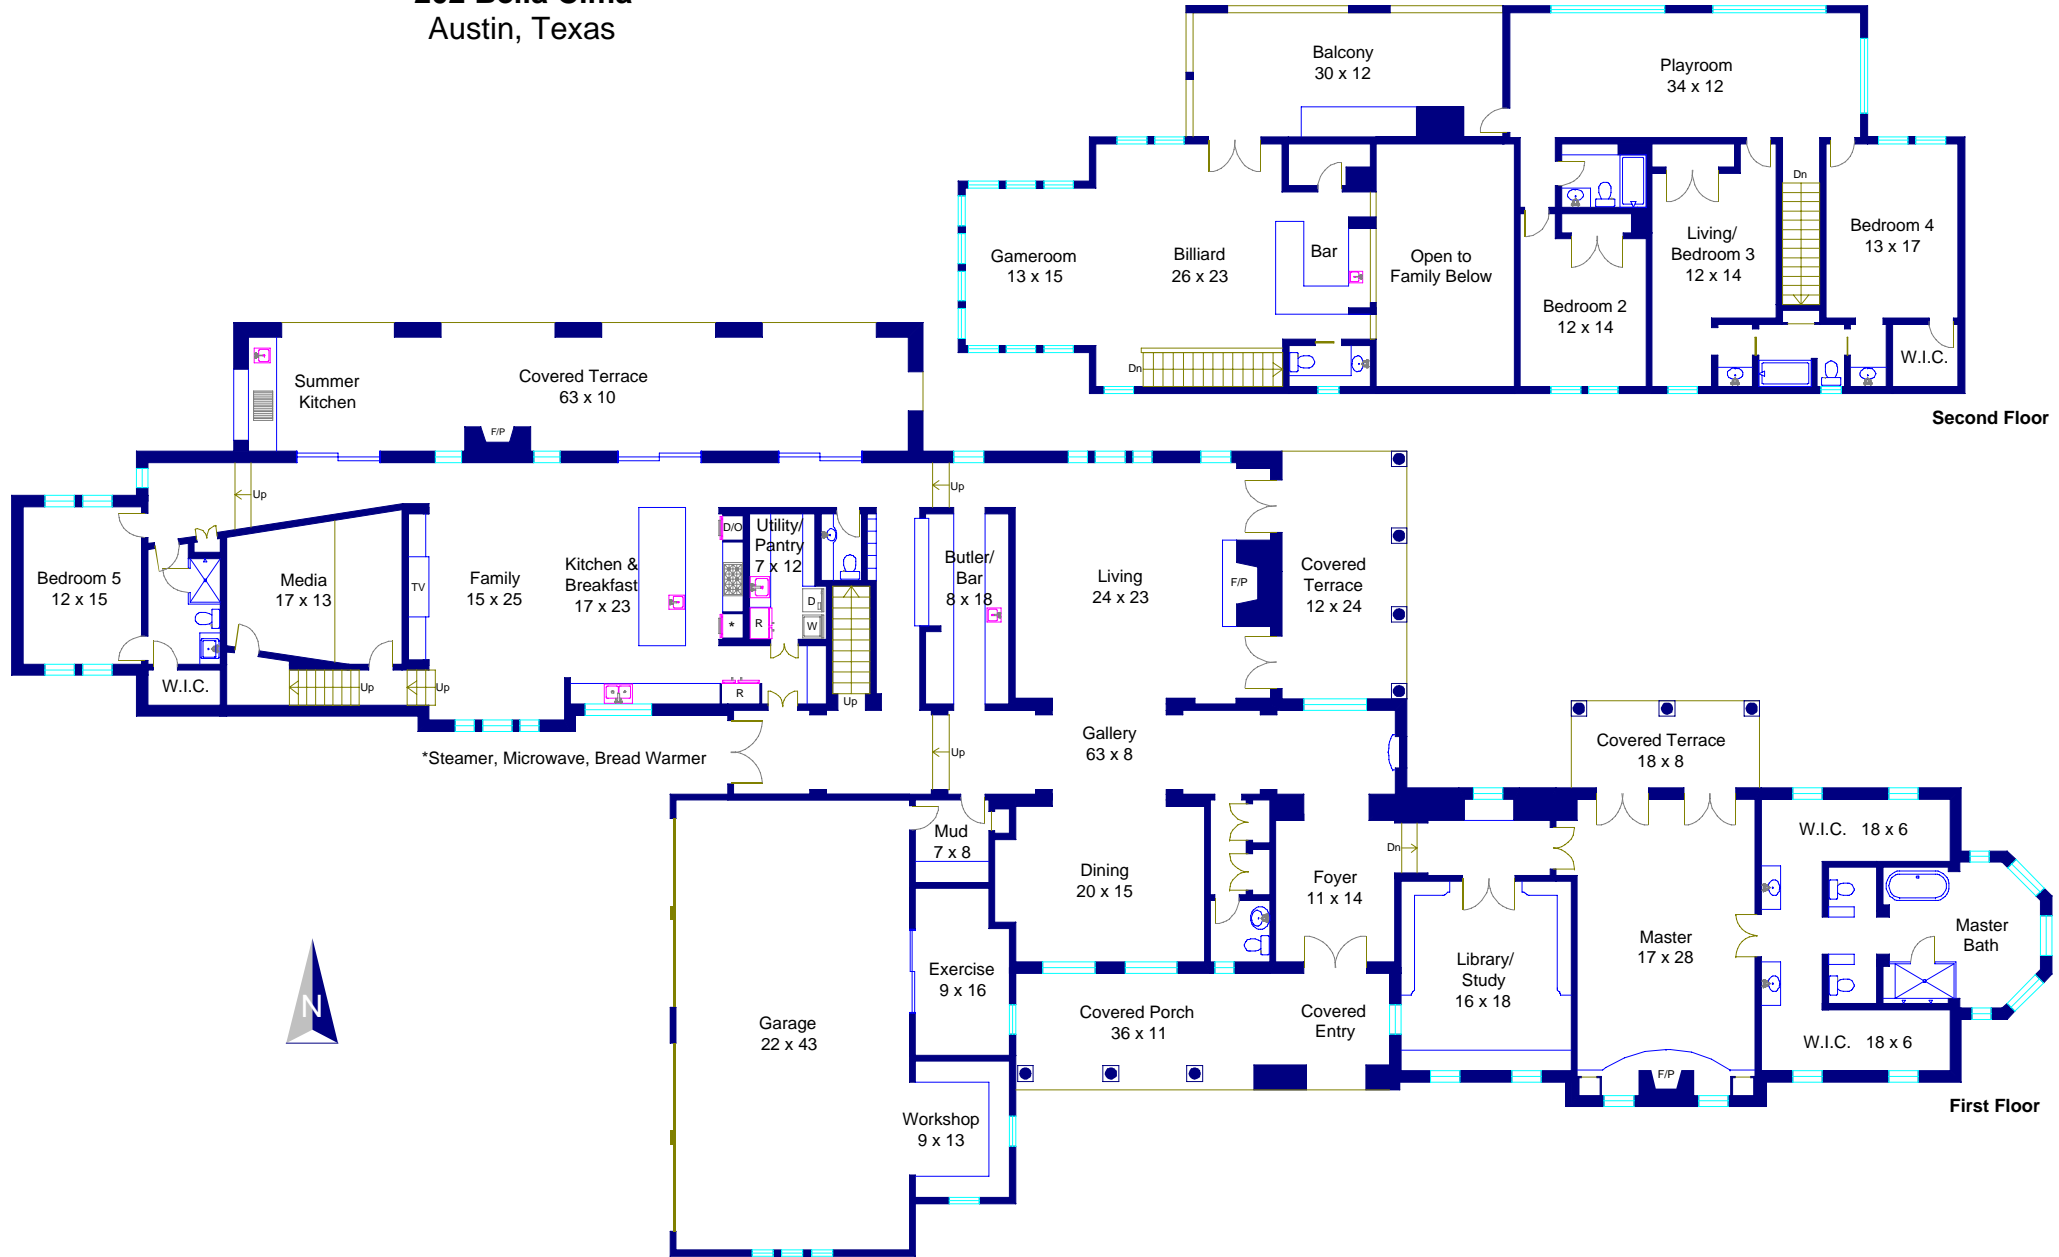 Austin, Texas
Balcony
30 x 12
Playroom
34 x 12
Gameroom
13 x 15
Billiard
26 x 23
Bar
Open to
Family Below
Bedroom 2
12 x 14
Living/
Bedroom 3
12 x 14
Dn
Bedroom 4
13 x 17
W.I.C.
Dn
Second Floor
Summer
Kitchen
Covered Terrace
63 x 10
F/P
Up
Up
Bedroom 5
12 x 15
W.I.C.
Media
17 x 13
Up
Up
TV
Family
15 x 25
Kitchen &
Breakfast
17 x 23
D/O
*
R
Utility/
Pantry
7 x 12
R
D
W
Up
Butler/
Bar
8 x 18
Living
24 x 23
F/P
Covered
Terrace
12 x 24
*Steamer, Microwave, Bread Warmer
Up
Gallery
63 x 8
Covered Terrace
18 x 8
Mud
7 x 8
Dining
20 x 15
Foyer
11 x 14
Dn
Library/
Study
16 x 18
Master
17 x 28
F/P
W.I.C. 18 x 6
Master
Bath
W.I.C. 18 x 6
Exercise
9 x 16
Garage
22 x 43
Covered Porch
36 x 11
Covered
Entry
Workshop
9 x 13
N
First Floor